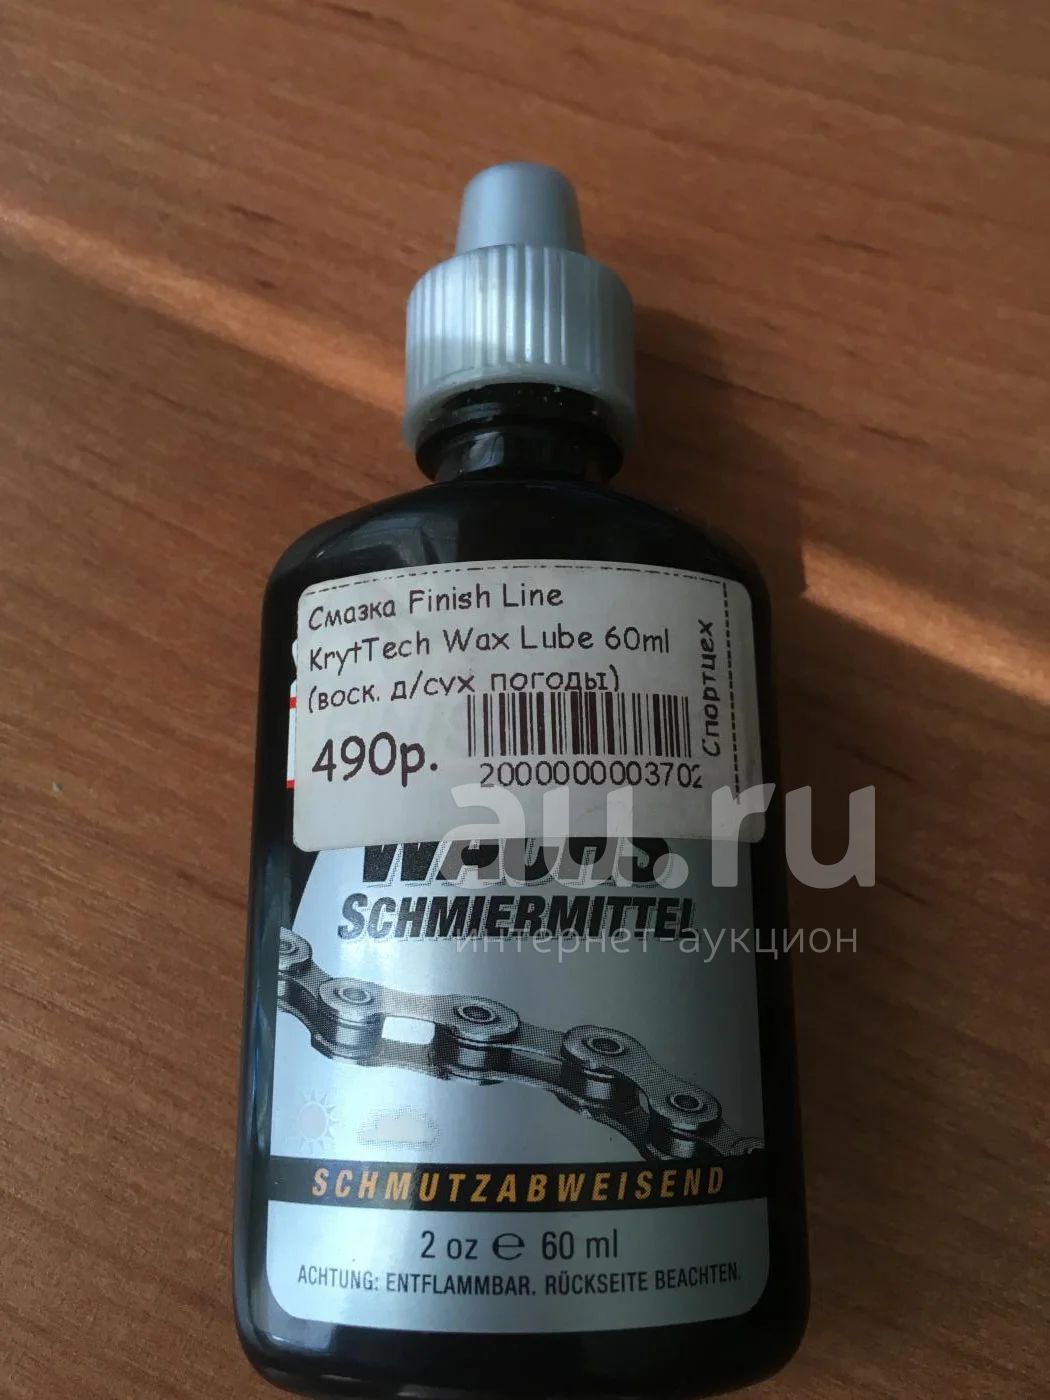 Смазка Finish Line
KrytTech Wax Lube 60ml
(воск. д/сух погоды)
490р.
2000000003702
Спортцех
WACHS
SCHMIERMITTEL
au.ru
интернет-аукцион
SCHMUTZABWEISEND
2 oz ℮ 60 ml
ACHTUNG: ENTFLAMMBAR. RÜCKSEITE BEACHTEN.